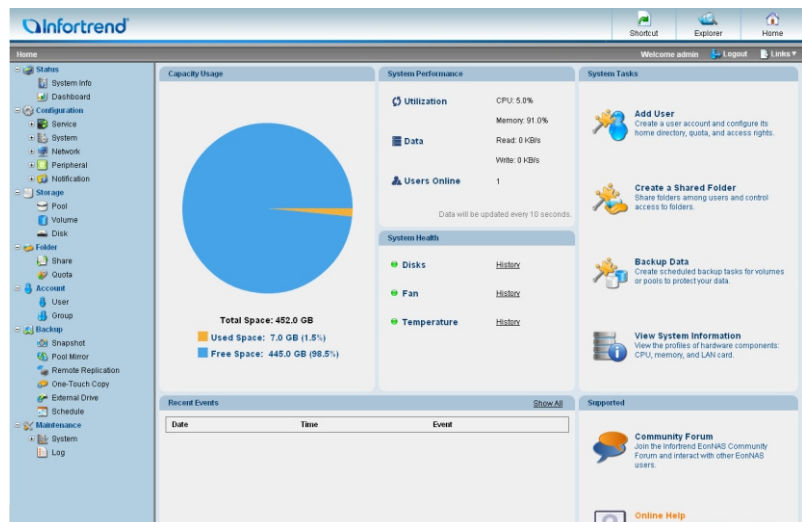 Infortrend
Shortcut
Explorer
Home
Home
Welcome admin
Logout
Links
Status
System Info
Dashboard
Configuration
Service
System
Network
Peripheral
Notification
Storage
Pool
Volume
Disk
Folder
Share
Quota
Account
User
Group
Backup
Snapshot
Pool Mirror
Remote Replication
One-Touch Copy
External Drive
Schedule
Maintenance
System
Log
Capacity Usage
Total Space: 452.0 GB
Used Space: 7.0 GB (1.5%)
Free Space: 445.0 GB (98.5%)
System Performance
Utilization CPU: 5.0%
Memory: 91.0%
Data Read: 0 KB/s
Write: 0 KB/s
Users Online 1
Data will be updated every 10 seconds.
System Health
Disks History
Fan History
Temperature History
System Tasks
Add User
Create a user account and configure its
home directory, quota, and access rights.
Create a Shared Folder
Share folders among users and control
access to folders.
Backup Data
Create scheduled backup tasks for volumes
or pools to protect your data.
View System Information
View the profiles of hardware components:
CPU, memory, and LAN card.
Recent Events Show All
Date Time Event
Supported
Community Forum
Join the Infortrend EonNAS Community
Forum and interact with other EonNAS
users.
Online Help